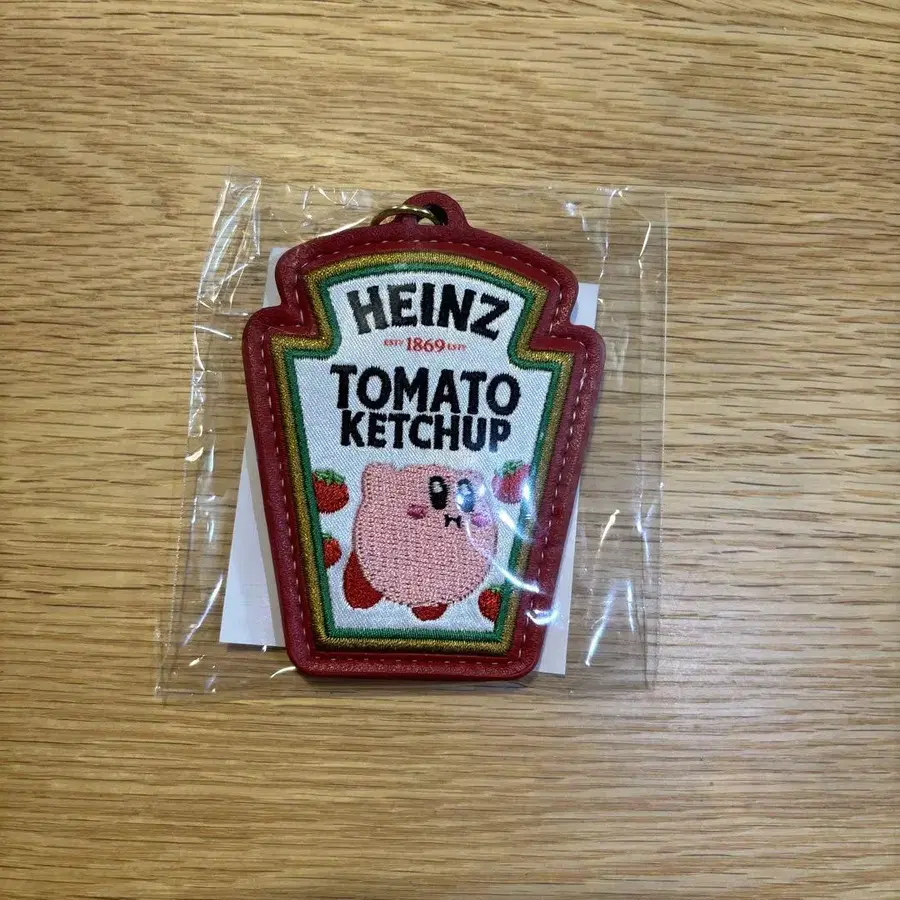 HEINZ
ESTD 1869 ESTD
TOMATO
KETCHUP